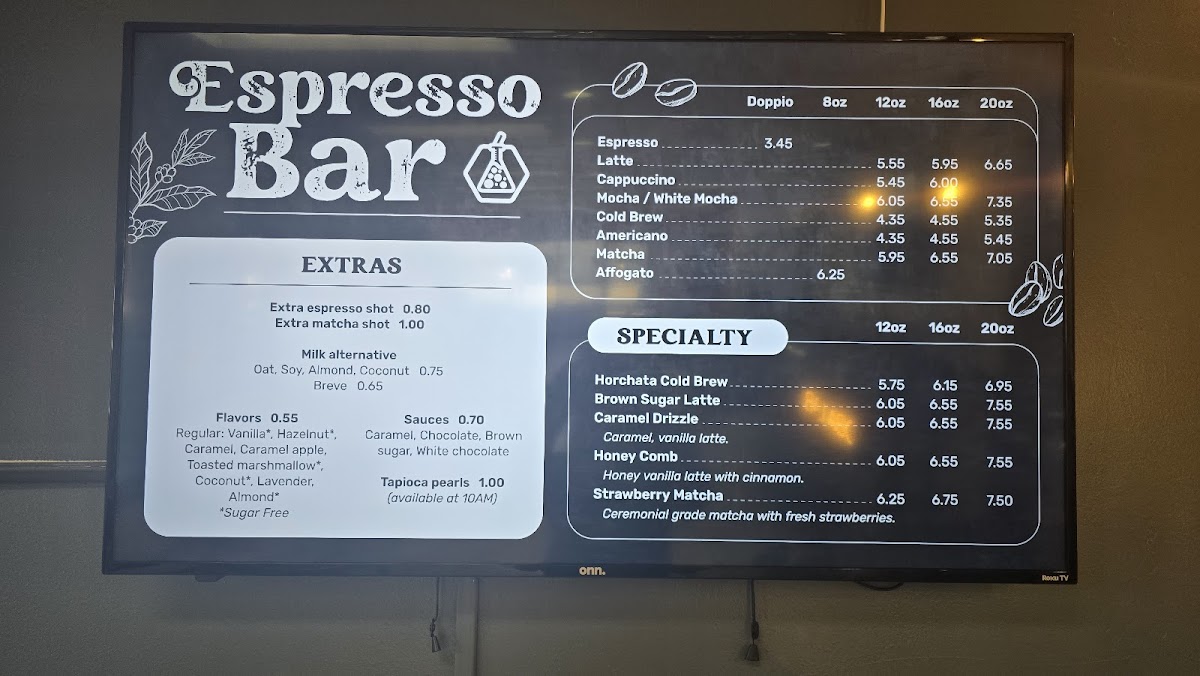 Espresso
Bar
EXTRAS
Extra espresso shot 0.80
Extra matcha shot 1.00
Milk alternative
Oat, Soy, Almond, Coconut 0.75
Breve 0.65
Flavors 0.55
Regular: Vanilla*, Hazelnut*,
Caramel, Caramel apple,
Toasted marshmallow*,
Coconut*, Lavender,
Almond*
*Sugar Free
Sauces 0.70
Caramel, Chocolate, Brown
sugar, White chocolate
Tapioca pearls 1.00
(available at 10AM)
Doppio 8oz 12oz 16oz 20oz
Espresso 3.45
Latte 5.55 5.95 6.65
Cappuccino 5.45 6.00
Mocha / White Mocha 6.05 6.55 7.35
Cold Brew 4.35 4.55 5.35
Americano 4.35 4.55 5.45
Matcha 5.95 6.55 7.05
Affogato 6.25
SPECIALTY 12oz 16oz 20oz
Horchata Cold Brew 5.75 6.15 6.95
Brown Sugar Latte 6.05 6.55 7.55
Caramel Drizzle 6.05 6.55 7.55
Caramel, vanilla latte.
Honey Comb 6.05 6.55 7.55
Honey vanilla latte with cinnamon.
Strawberry Matcha 6.25 6.75 7.50
Ceremonial grade matcha with fresh strawberries.
onn.
Roku TV